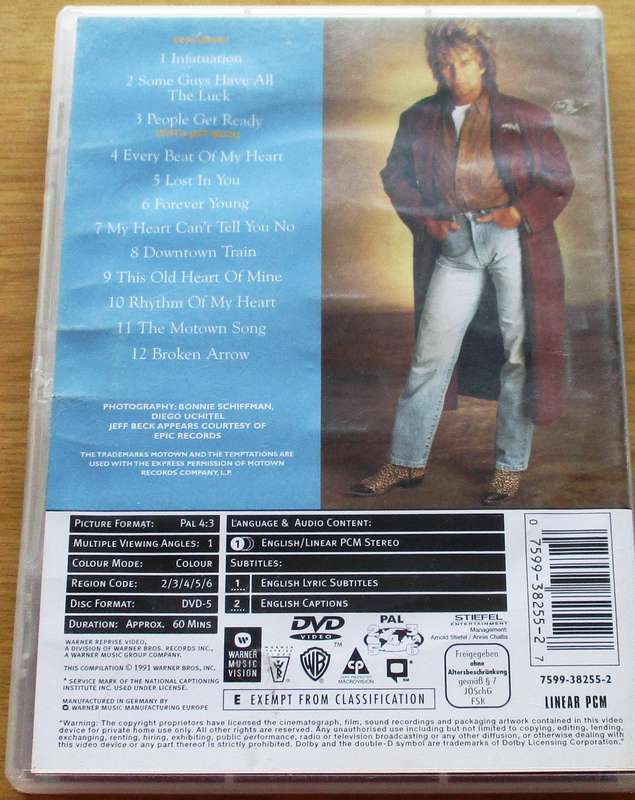 FEATURING
1 Infatuation
2 Some Guys Have All
The Luck
3 People Get Ready
(WITH JEFF BECK)
4 Every Beat Of My Heart
5 Lost In You
6 Forever Young
7 My Heart Can't Tell You No
8 Downtown Train
9 This Old Heart Of Mine
10 Rhythm Of My Heart
11 The Motown Song
12 Broken Arrow
PHOTOGRAPHY: BONNIE SCHIFFMAN,
DIEGO UCHITEL
JEFF BECK APPEARS COURTESY OF
EPIC RECORDS
THE TRADEMARKS MOTOWN AND THE TEMPTATIONS ARE
USED WITH THE EXPRESS PERMISSION OF MOTOWN
RECORDS COMPANY, L.P.
PICTURE FORMAT: PAL 4:3
MULTIPLE VIEWING ANGLES: 1
COLOUR MODE: COLOUR
REGION CODE: 2/3/4/5/6
DISC FORMAT: DVD-5
DURATION: APPROX. 60 MINS
LANGUAGE & AUDIO CONTENT:
1 ENGLISH/LINEAR PCM STEREO
SUBTITLES:
1 ENGLISH LYRIC SUBTITLES
2 ENGLISH CAPTIONS
0 7599-38255-2 7
7599-38255-2
LINEAR PCM
WARNER REPRISE VIDEO,
A DIVISION OF WARNER BROS. RECORDS INC.,
A WARNER MUSIC GROUP COMPANY.
THIS COMPILATION © 1991 WARNER BROS, INC,
* SERVICE MARK OF THE NATIONAL CAPTIONING
INSTITUTE INC. USED UNDER LICENSE.
MANUFACTURED IN GERMANY BY
WARNER MUSIC MANUFACTURING EUROPE
WARNER
MUSIC
VISION
DVD
VIDEO
TM
PAL
WB
MACROVISION
STIEFEL
ENTERTAINMENT
Management:
Arnold Stiefel / Annie Challis
Freigegeben
ohne
Altersbeschränkung
gemäß § 7
JÖSchG
FSK
E EXEMPT FROM CLASSIFICATION
"Warning: The copyright proprietors have licensed the cinematograph, film, sound recordings and packaging artwork contained in this video
device for private home use only. All other rights are reserved. Any unauthorised use including but not limited to copying, editing, lending,
exchanging, renting, hiring, exhibiting, public performance, radio or television broadcasting or any other diffusion, or otherwise dealing with
this video device or any part thereof is strictly prohibited. Dolby and the double-D symbol are trademarks of Dolby Licensing Corporation."